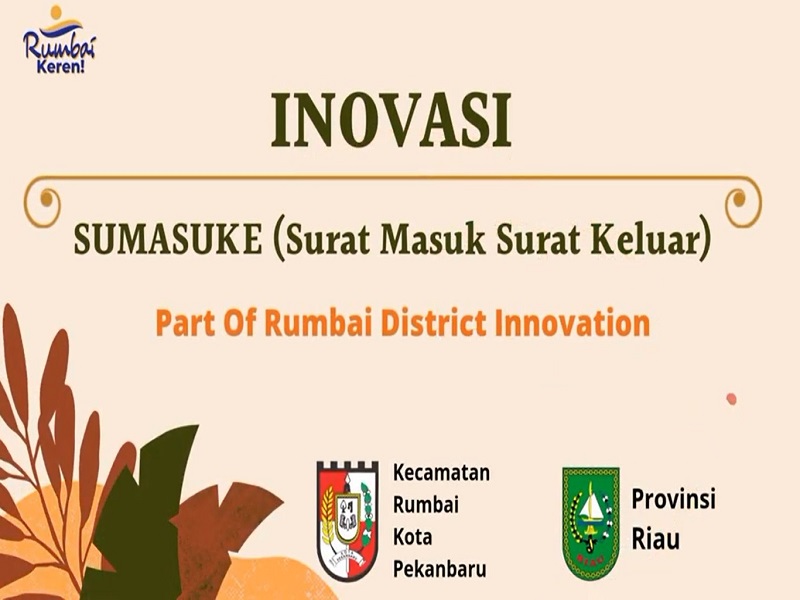 Rumbai
Keren!
INOVASI
SUMASUKE (Surat Masuk Surat Keluar)
Part Of Rumbai District Innovation
Kecamatan
Rumbai
Kota
Pekanbaru
Provinsi
Riau
RIAU